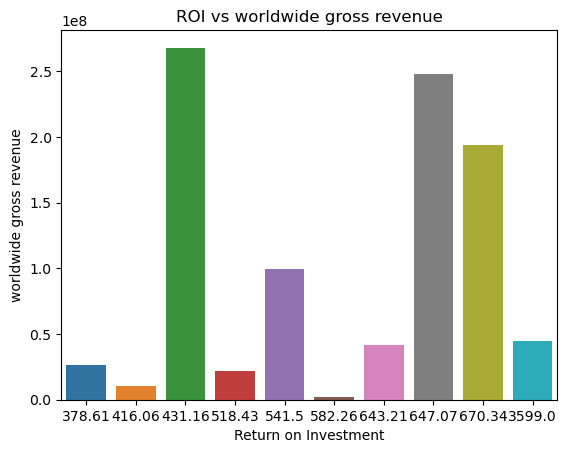 ROI vs worldwide gross revenue
1e8
2.5
2.0
1.5
1.0
0.5
0.0
worldwide gross revenue
378.61 416.06 431.16 518.43 541.5 582.26 643.21 647.07 670.34 3599.0
Return on Investment